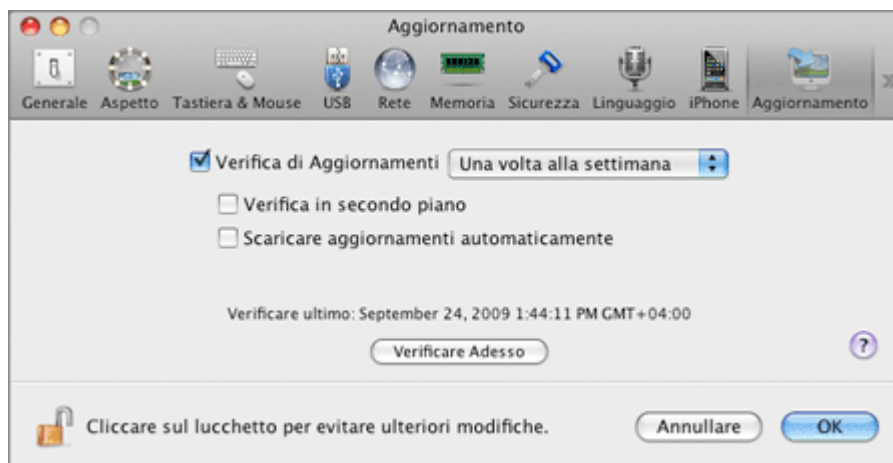 Aggiornamento
Generale Aspetto Tastiera & Mouse USB Rete Memoria Sicurezza Linguaggio iPhone Aggiornamento
Verifica di Aggiornamenti Una volta alla settimana
Verifica in secondo piano
Scaricare aggiornamenti automaticamente
Verificare ultimo: September 24, 2009 1:44:11 PM GMT+04:00
Verificare Adesso
?
Cliccare sul lucchetto per evitare ulteriori modifiche. Annullare OK